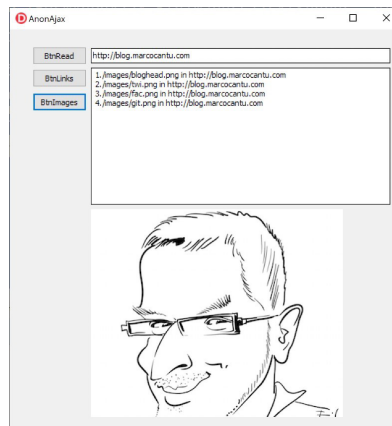 AnonAjax
BtnRead
http://blog.marcocantu.com
BtnLinks
BtnImages
1./images/bloghead.png in http://blog.marcocantu.com
2./images/twi.png in http://blog.marcocantu.com
3./images/fac.png in http://blog.marcocantu.com
4./images/git.png in http://blog.marcocantu.com